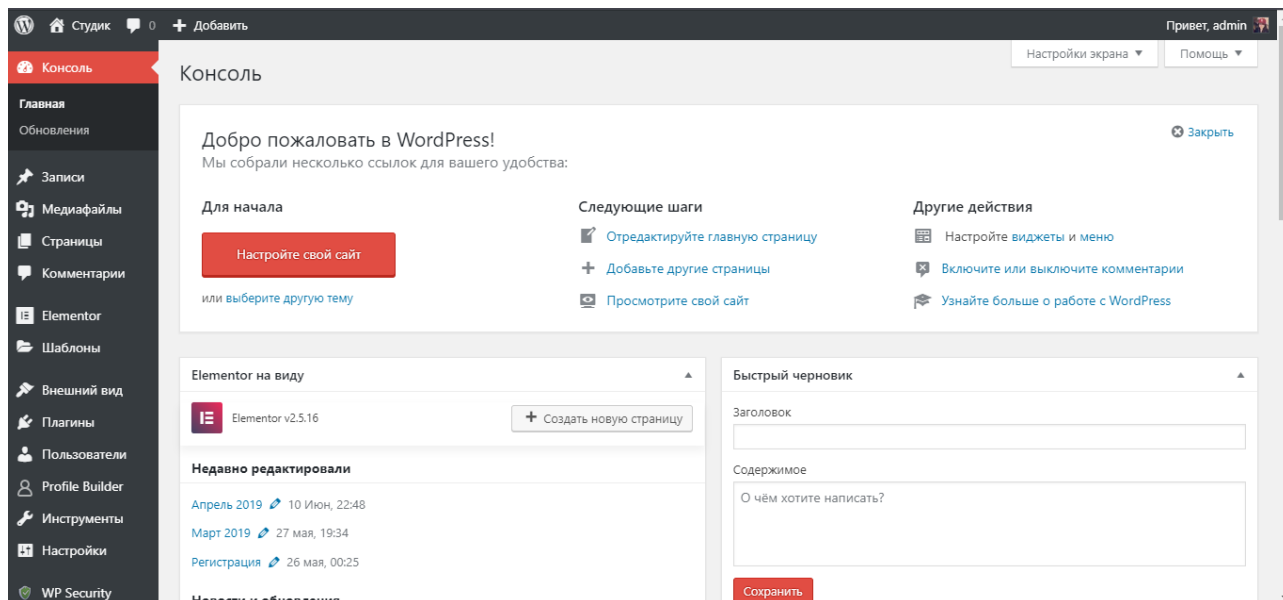 Студик 0 + Добавить Привет, admin
Настройки экрана ▼ Помощь ▼
Консоль
Главная
Обновления
Записи
Медиафайлы
Страницы
Комментарии
Elementor
Шаблоны
Внешний вид
Плагины
Пользователи
Profile Builder
Инструменты
Настройки
WP Security
Консоль
Добро пожаловать в WordPress!
Закрыть
Мы собрали несколько ссылок для вашего удобства:
Для начала
Настройте свой сайт
или выберите другую тему
Следующие шаги
Отредактируйте главную страницу
Добавьте другие страницы
Просмотрите свой сайт
Другие действия
Настройте виджеты и меню
Включите или выключите комментарии
Узнайте больше о работе с WordPress
Elementor на виду
Elementor v2.5.16
+ Создать новую страницу
Недавно редактировали
Апрель 2019 10 Июн, 22:48
Март 2019 27 мая, 19:34
Регистрация 26 мая, 00:25
Новости и обновления
Быстрый черновик
Заголовок
Содержимое
О чём хотите написать?
Сохранить